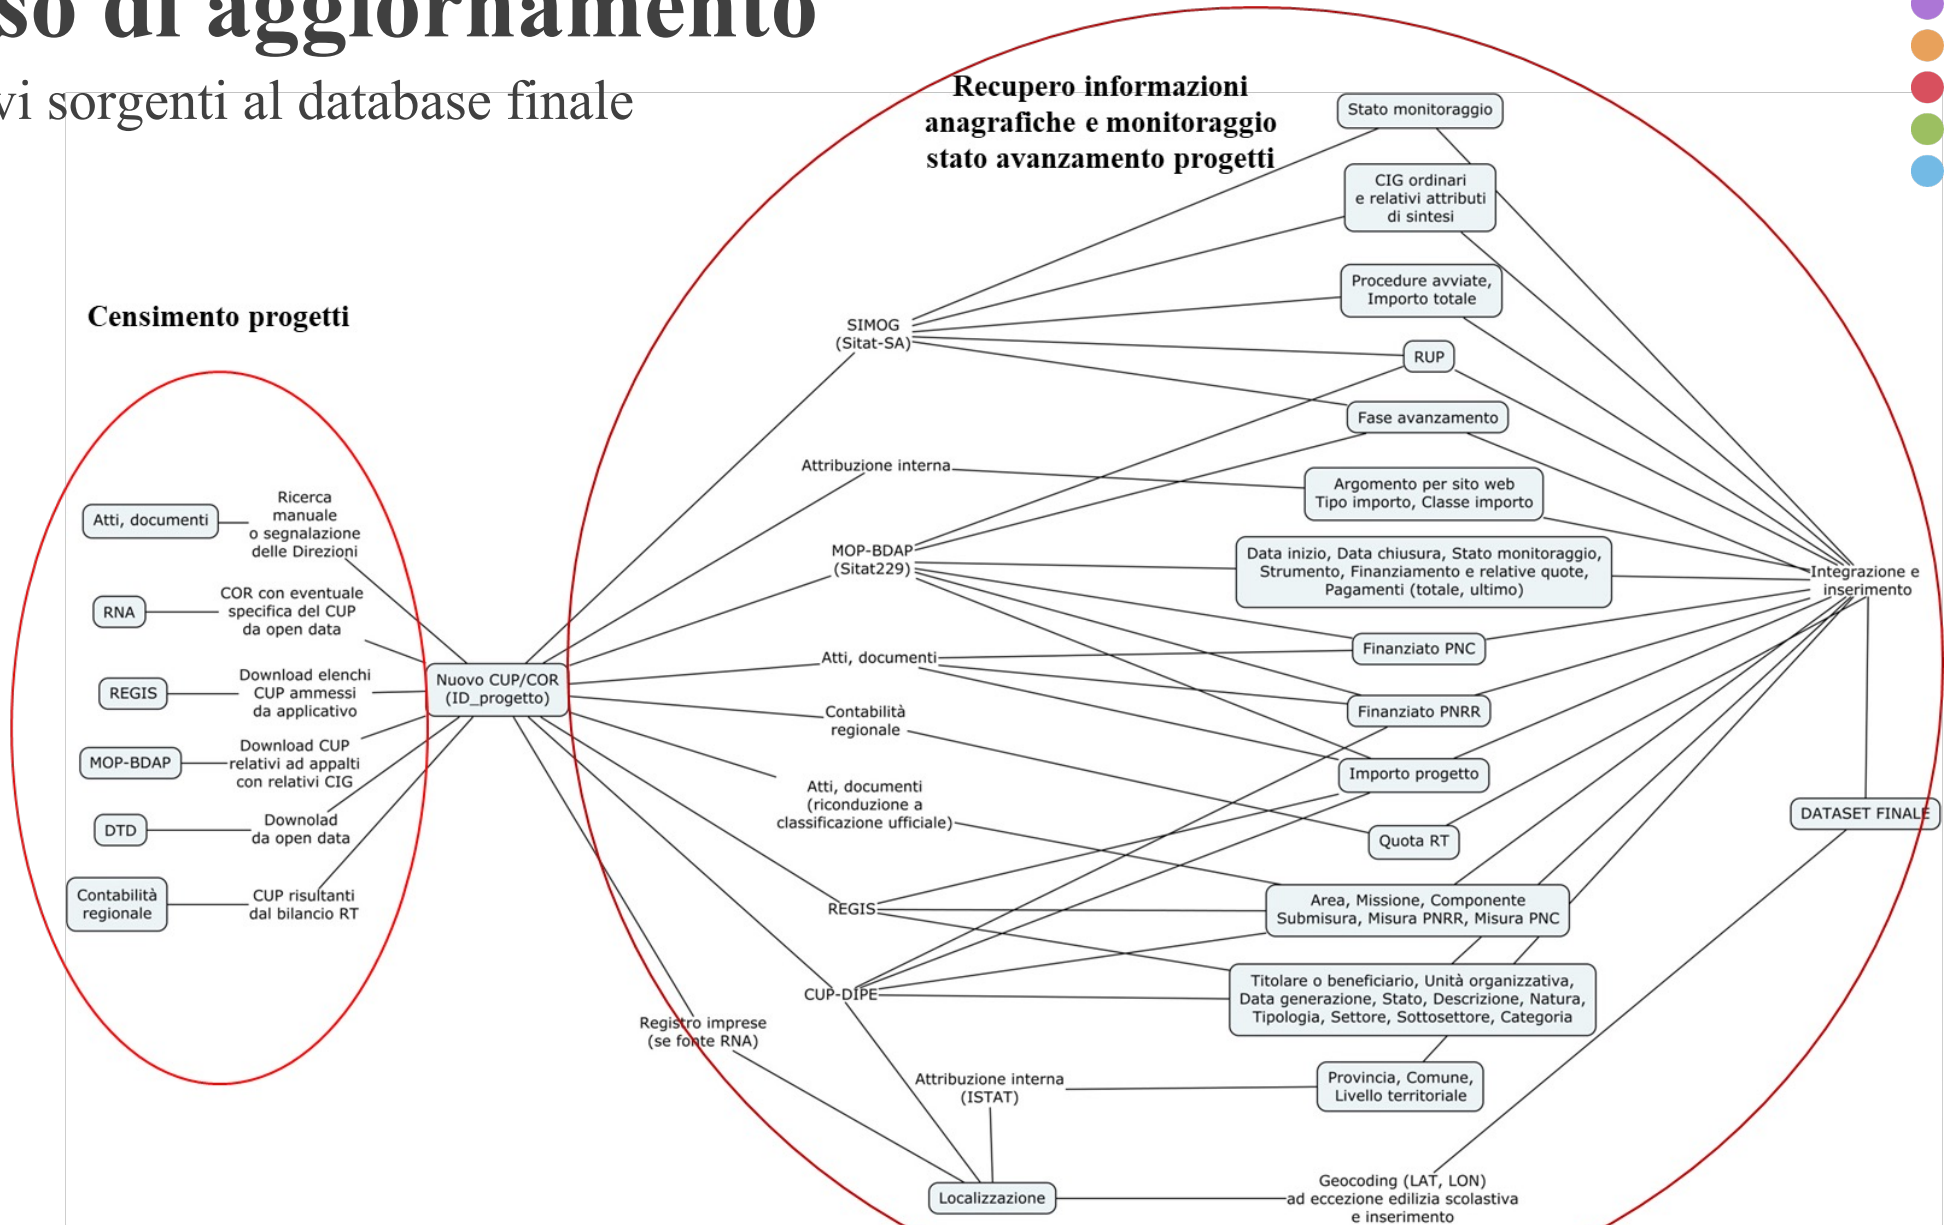 so di aggiornamento
vi sorgenti al database finale
Recupero informazioni
anagrafiche e monitoraggio
stato avanzamento progetti
Censimento progetti
Atti, documenti
Ricerca
manuale
o segnalazione
delle Direzioni
RNA
COR con eventuale
specifica del CUP
da open data
REGIS
Download elenchi
CUP ammessi
da applicativo
MOP-BDAP
Download CUP
relativi ad appalti
con relativi CIG
DTD
Downolad
da open data
Contabilità
regionale
CUP risultanti
dal bilancio RT
Nuovo CUP/COR
(ID_progetto)
SIMOG
(Sitat-SA)
Attribuzione interna
MOP-BDAP
(Sitat229)
Atti, documenti
Contabilità
regionale
Atti, documenti
(riconduzione a
classificazione ufficiale)
REGIS
CUP-DIPE
Registro imprese
(se fonte RNA)
Attribuzione interna
(ISTAT)
Localizzazione
Stato monitoraggio
CIG ordinari
e relativi attributi
di sintesi
Procedure avviate,
Importo totale
RUP
Fase avanzamento
Argomento per sito web
Tipo importo, Classe importo
Data inizio, Data chiusura, Stato monitoraggio,
Strumento, Finanziamento e relative quote,
Pagamenti (totale, ultimo)
Finanziato PNC
Finanziato PNRR
Importo progetto
Quota RT
Area, Missione, Componente
Submisura, Misura PNRR, Misura PNC
Titolare o beneficiario, Unità organizzativa,
Data generazione, Stato, Descrizione, Natura,
Tipologia, Settore, Sottosettore, Categoria
Provincia, Comune,
Livello territoriale
Geocoding (LAT, LON)
ad eccezione edilizia scolastiva
e inserimento
Integrazione e
inserimento
DATASET FINALE